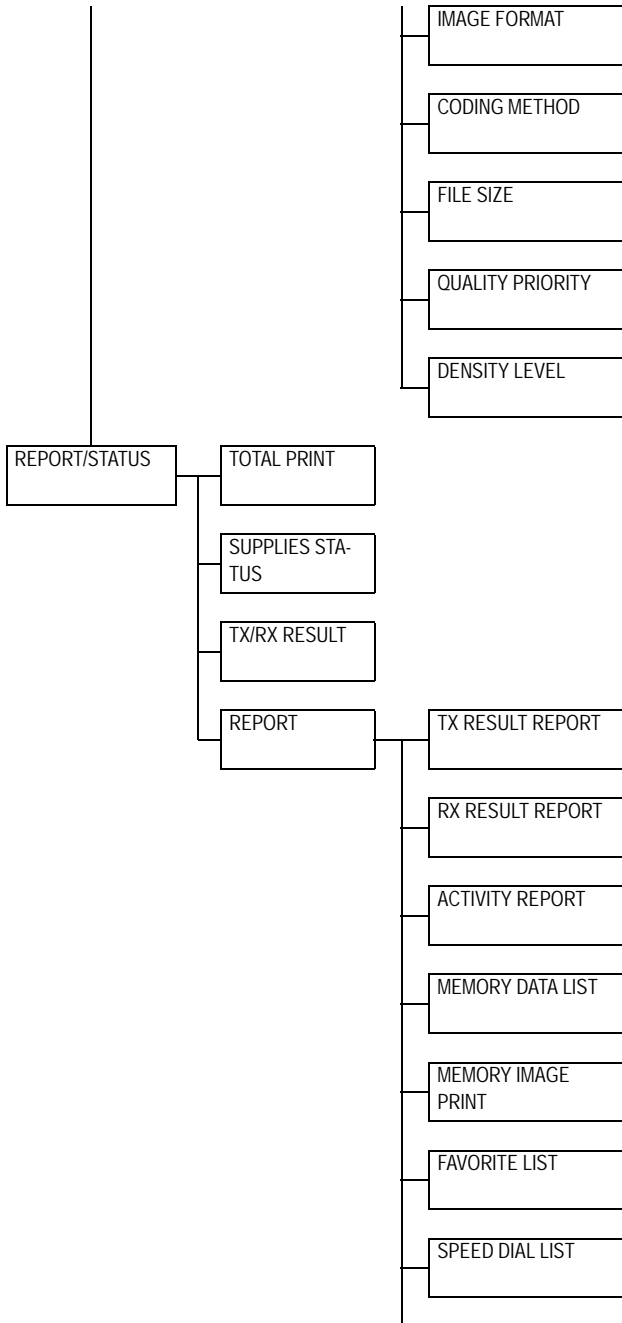 IMAGE FORMAT
CODING METHOD
FILE SIZE
QUALITY PRIORITY
DENSITY LEVEL
REPORT/STATUS
TOTAL PRINT
SUPPLIES STA-
TUS
TX/RX RESULT
REPORT
TX RESULT REPORT
RX RESULT REPORT
ACTIVITY REPORT
MEMORY DATA LIST
MEMORY IMAGE
PRINT
FAVORITE LIST
SPEED DIAL LIST